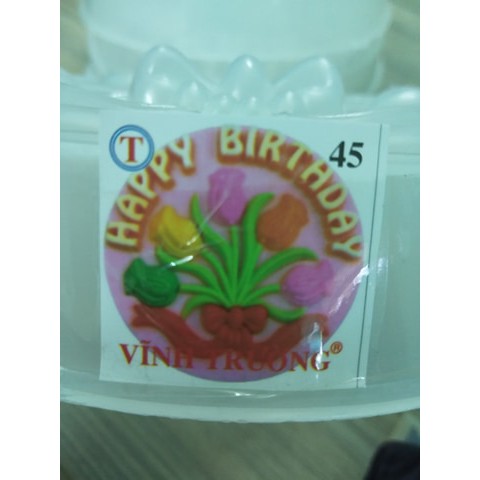 T
45
HAPPY BIRTHDAY
VĨNH TRƯỜNG®